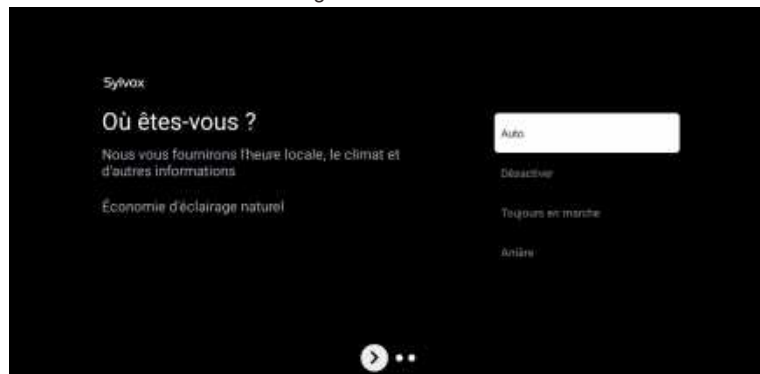 Sylvox
Où êtes-vous ?
Nous vous fournirons l'heure locale, le climat et
d'autres informations
Économie d'éclairage naturel
Auto
Désactiver
Toujours en marche
Arrière